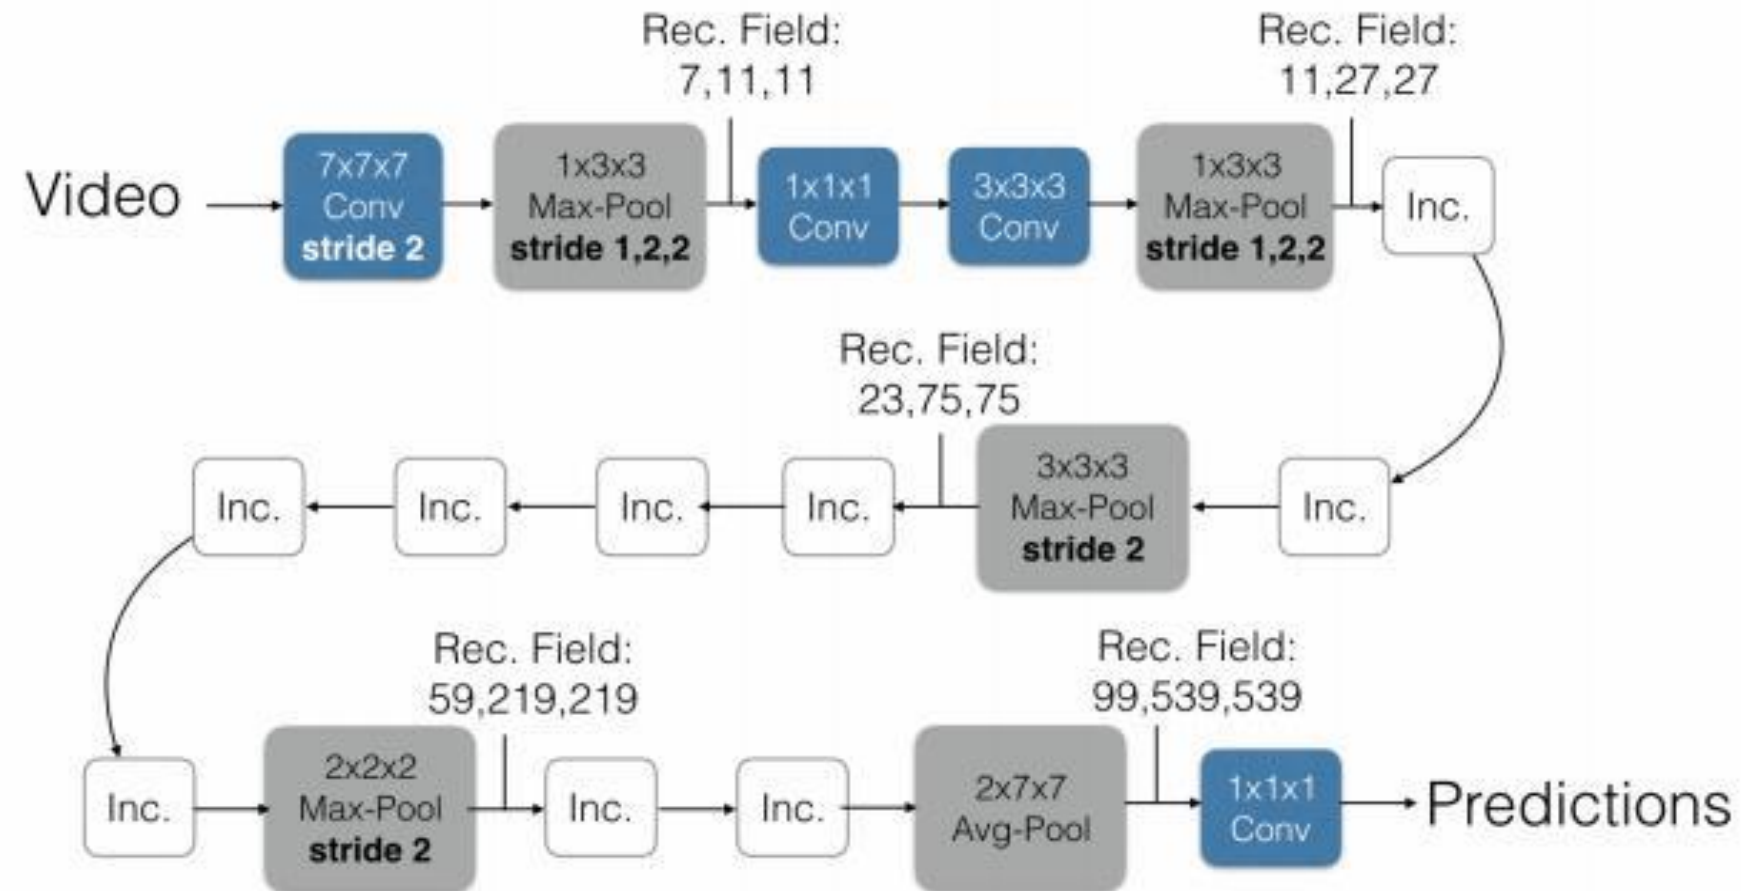 Rec. Field:
7,11,11
Rec. Field:
11,27,27
Video
7x7x7
Conv
stride 2
1x3x3
Max-Pool
stride 1,2,2
1x1x1
Conv
3x3x3
Conv
1x3x3
Max-Pool
stride 1,2,2
Inc.
Rec. Field:
23,75,75
Inc.
Inc.
Inc.
Inc.
3x3x3
Max-Pool
stride 2
Inc.
Rec. Field:
59,219,219
Rec. Field:
99,539,539
Inc.
2x2x2
Max-Pool
stride 2
Inc.
Inc.
2x7x7
Avg-Pool
1x1x1
Conv
Predictions